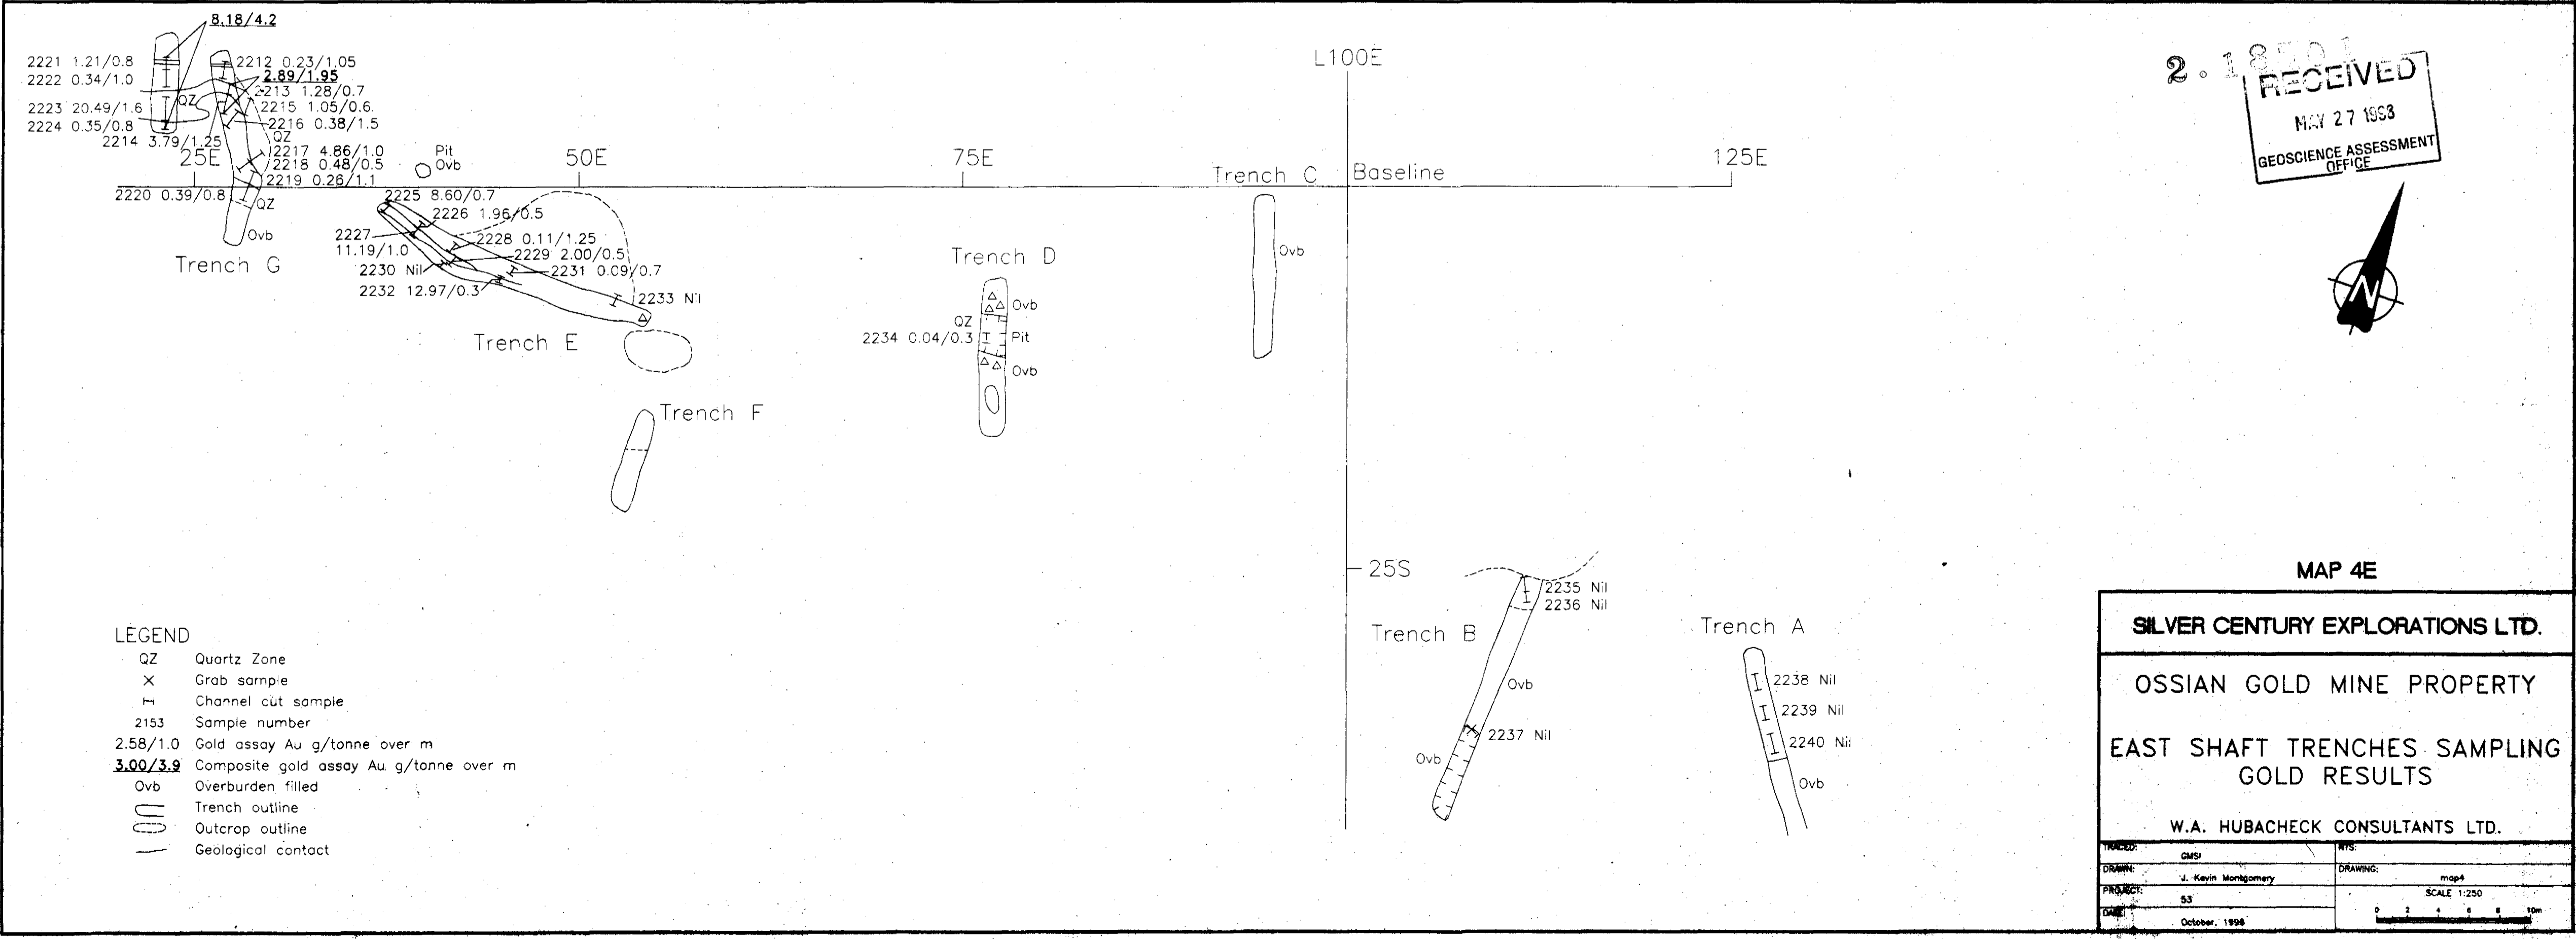 8.18/4.2
2221 1.21/0.8
2222 0.34/1.0
2223 20.49/1.6
2224 0.35/0.8
2214 3.79/1.25
QZ
2212 0.23/1.05
2.89/1.95
2213 1.28/0.7
2215 1.05/0.6
2216 0.38/1.5
QZ
2217 4.86/1.0
2218 0.48/0.5
2219 0.26/1.1
2220 0.39/0.8
QZ
Ovb
Trench G
25E
50E
75E
125E
L100E
Baseline
Pit
Ovb
2225 8.60/0.7
2226 1.96/0.5
2227
11.19/1.0
2228 0.11/1.25
2229 2.00/0.5
2230 Nil
2231 0.09/0.7
2232 12.97/0.3
2233 Nil
Trench E
Trench F
Trench D
Ovb
QZ
2234 0.04/0.3
Pit
Ovb
Trench C
Ovb
25S
2235 Nil
2236 Nil
Trench B
Ovb
2237 Nil
Ovb
Trench A
2238 Nil
2239 Nil
2240 Nil
Ovb
LEGEND
QZ Quartz Zone
Grab sample
Channel cut sample
2153 Sample number
2.58/1.0 Gold assay Au g/tonne over m
3.00/3.9 Composite gold assay Au g/tonne over m
Ovb Overburden filled
Trench outline
Outcrop outline
Geological contact
RECEIVED
MAY 27 1998
GEOSCIENCE ASSESSMENT
OFFICE
N
MAP 4E
SILVER CENTURY EXPLORATIONS LTD.
OSSIAN GOLD MINE PROPERTY
EAST SHAFT TRENCHES SAMPLING
GOLD RESULTS
W.A. HUBACHECK CONSULTANTS LTD.
TRACED: GMSI
NTS:
DRAWN: J. Kevin Montgomery
DRAWING: map4
PROJECT: 53
SCALE 1:250
DATE: October, 1996
0 2 4 6 8 10m